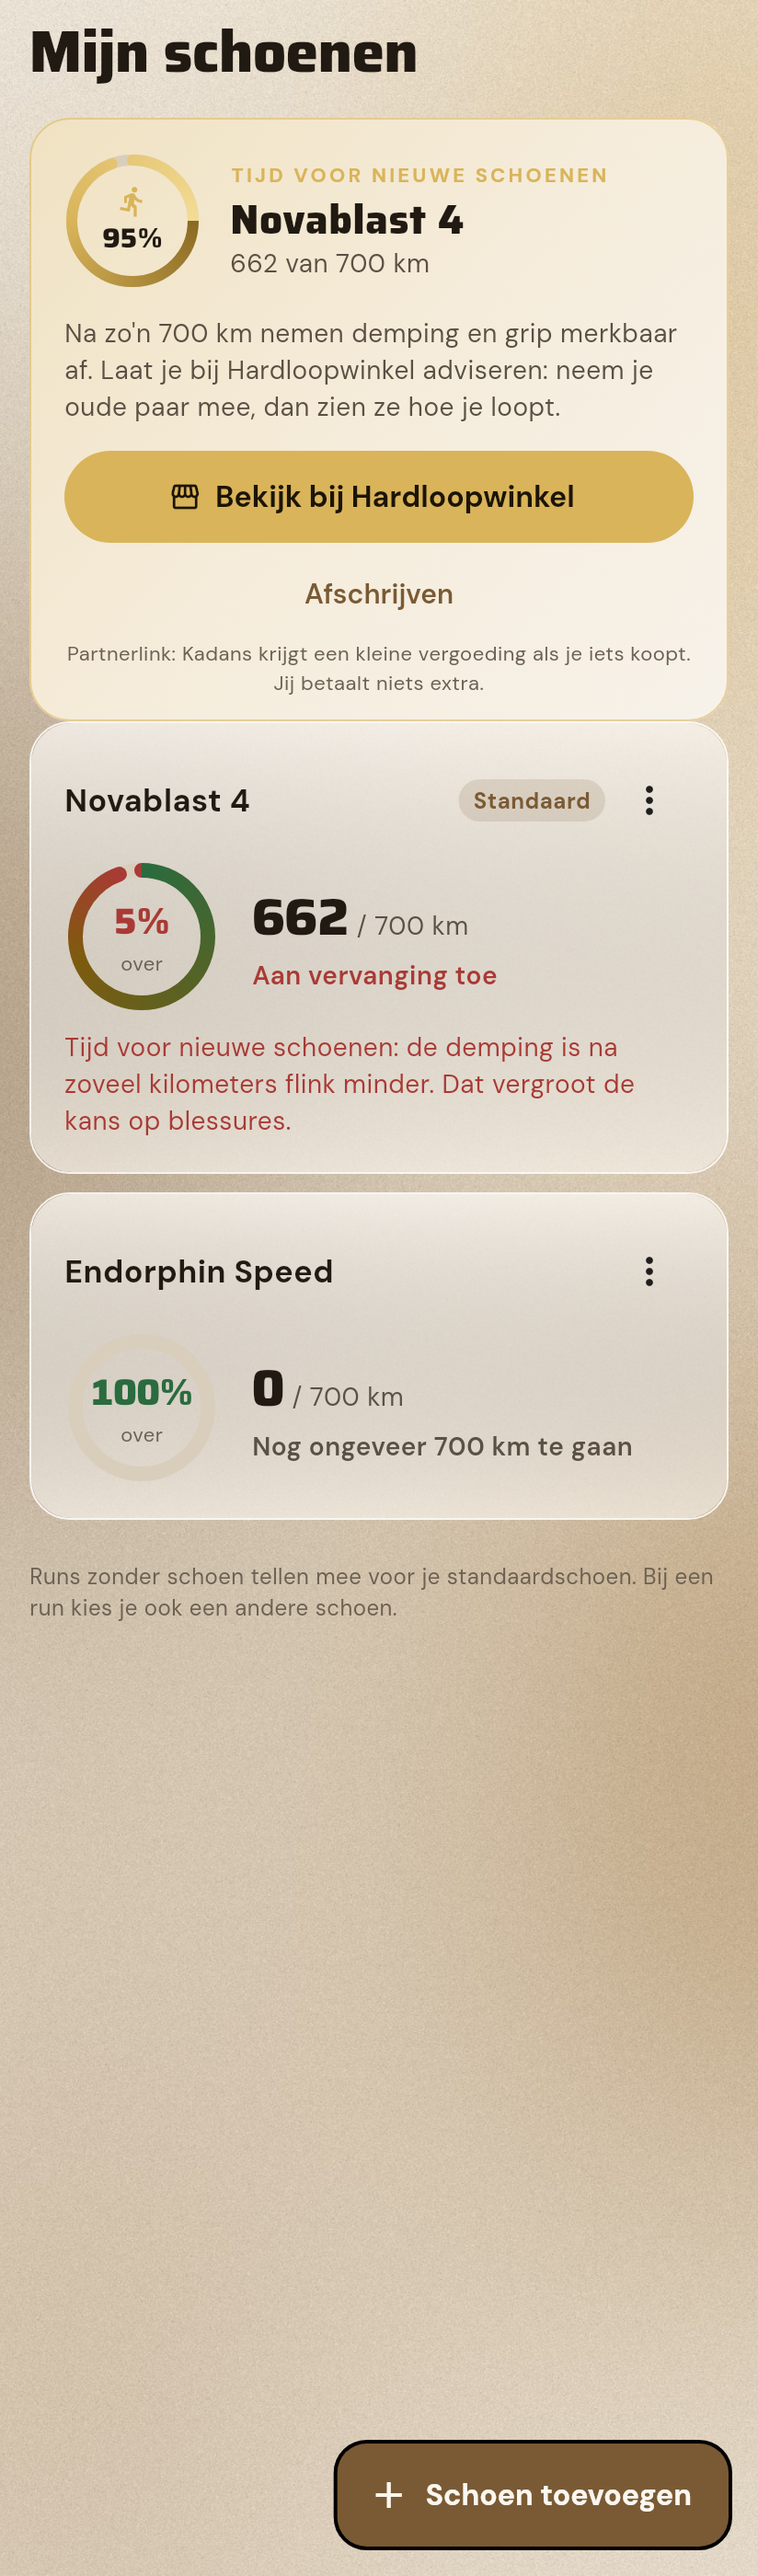 Mijn schoenen
95%
TIJD VOOR NIEUWE SCHOENEN
Novablast 4
662 van 700 km
Na zo'n 700 km nemen demping en grip merkbaar
af. Laat je bij Hardloopwinkel adviseren: neem je
oude paar mee, dan zien ze hoe je loopt.
Bekijk bij Hardloopwinkel
Afschrijven
Partnerlink: Kadans krijgt een kleine vergoeding als je iets koopt.
Jij betaalt niets extra.
Novablast 4
Standaard
5%
over
662 / 700 km
Aan vervanging toe
Tijd voor nieuwe schoenen: de demping is na
zoveel kilometers flink minder. Dat vergroot de
kans op blessures.
Endorphin Speed
100%
over
0 / 700 km
Nog ongeveer 700 km te gaan
Runs zonder schoen tellen mee voor je standaardschoen. Bij een
run kies je ook een andere schoen.
Schoen toevoegen